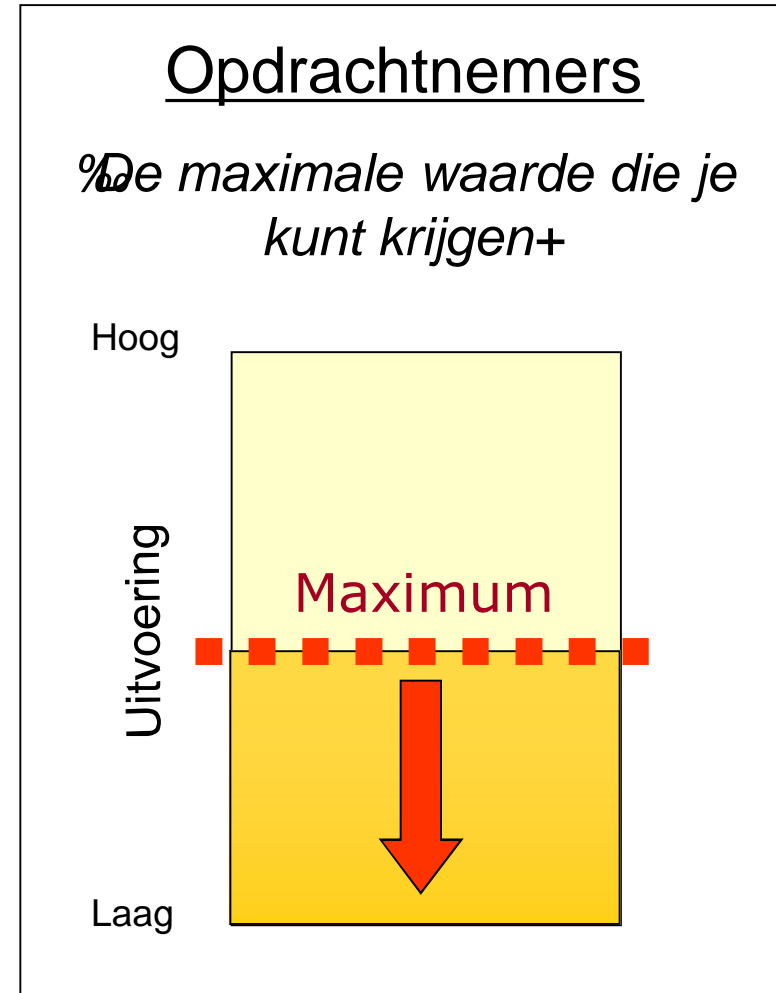 Opdrachtnemers
‰De maximale waarde die je
kunt krijgen+
Hoog
Uitvoering
Maximum
Laag